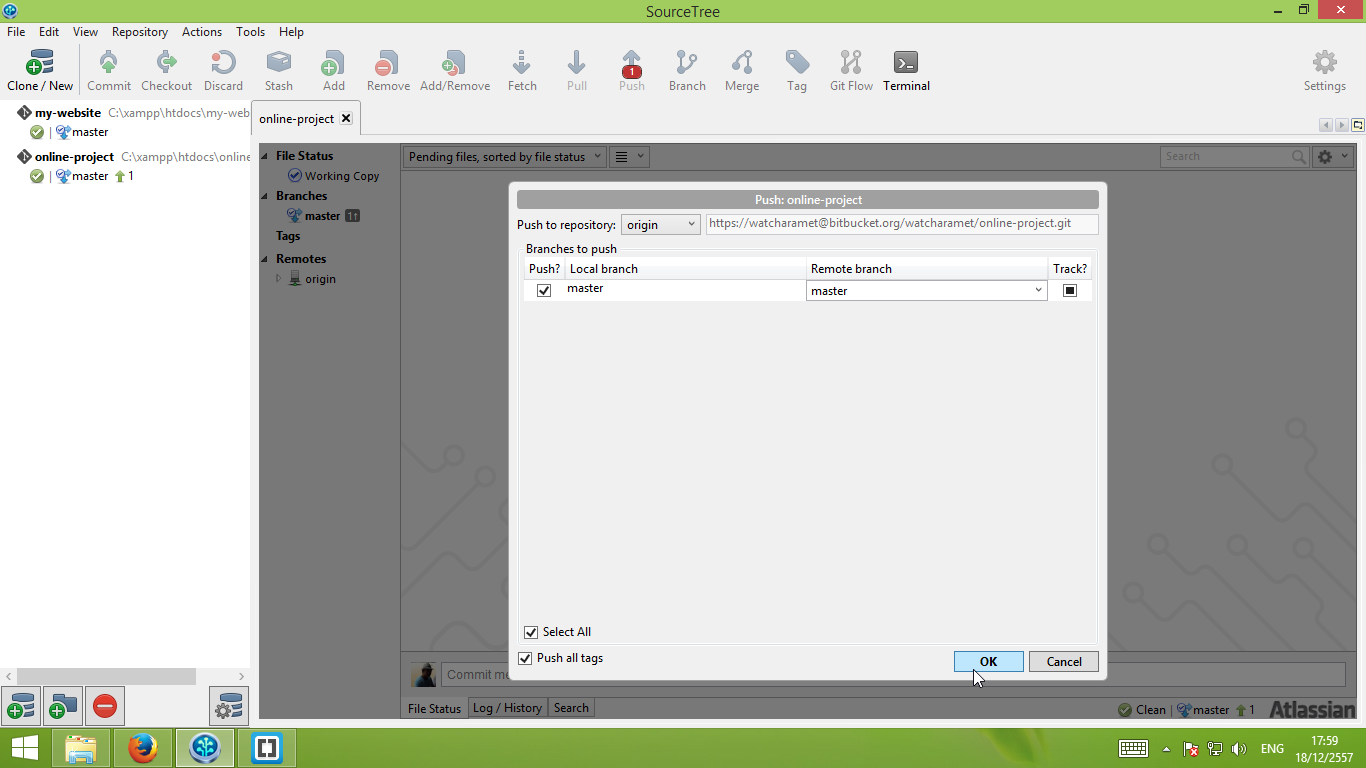 SourceTree
File Edit View Repository Actions Tools Help
Clone / New Commit Checkout Discard Stash Add Remove Add/Remove Fetch Pull Push Branch Merge Tag Git Flow Terminal Settings
1
my-website C:\xampp\htdocs\my-web
master
online-project C:\xampp\htdocs\online
master 1
online-project
File Status
Working Copy
Branches
master 1
Tags
Remotes
origin
Pending files, sorted by file status
Search
Push: online-project
Push to repository: origin https://watcharamet@bitbucket.org/watcharamet/online-project.git
Branches to push
Push? Local branch Remote branch Track?
master master
Select All
Push all tags
OK Cancel
Commit me
File Status Log / History Search
Clean master 1 Atlassian
ENG
17:59
18/12/2557